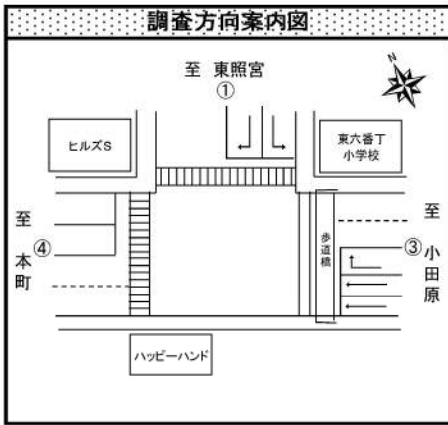 調査方向案内図
至 東照宮
①
N
ヒルズS
東六番丁
小学校
至
④
本
町
歩道橋
至
③
小
田
原
ハッピーハンド